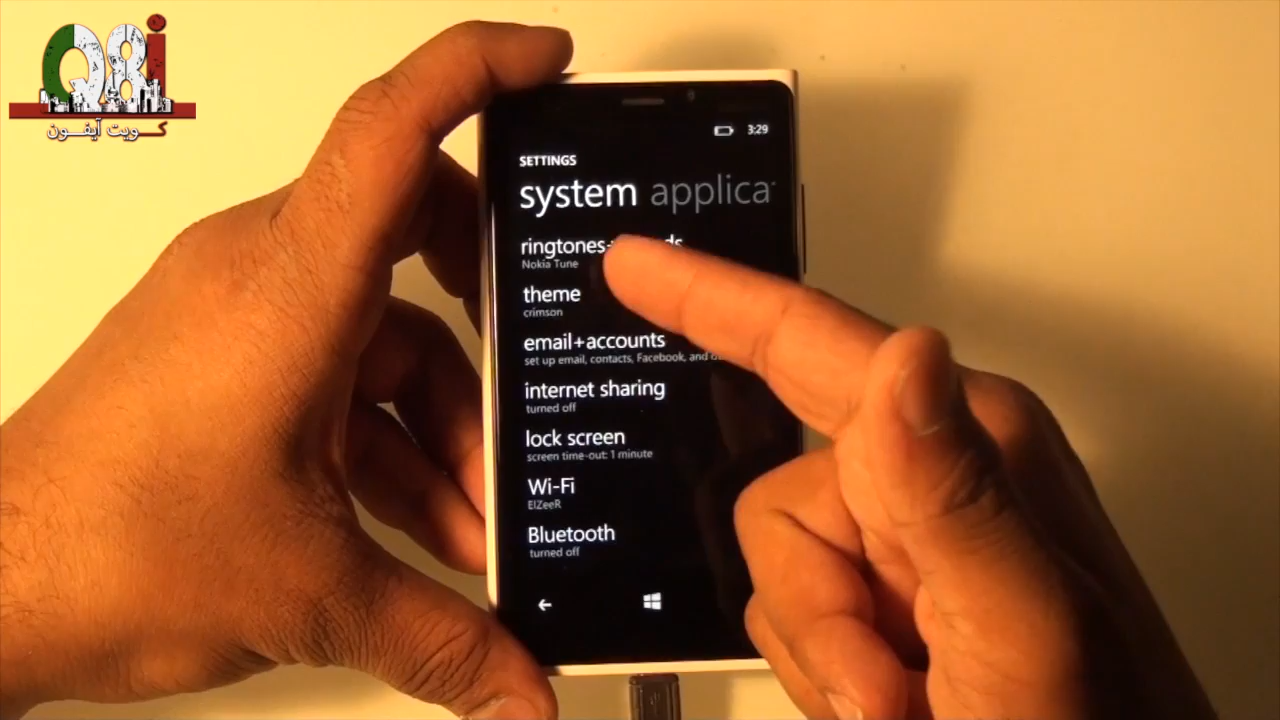 Q8i
كويت آيفون
3:29
SETTINGS
system applica
ringtones+
Nokia Tune
theme
crimson
email+accounts
set up email, contacts, Facebook, and
internet sharing
turned off
lock screen
screen time-out: 1 minute
Wi-Fi
ElZeeR
Bluetooth
turned off